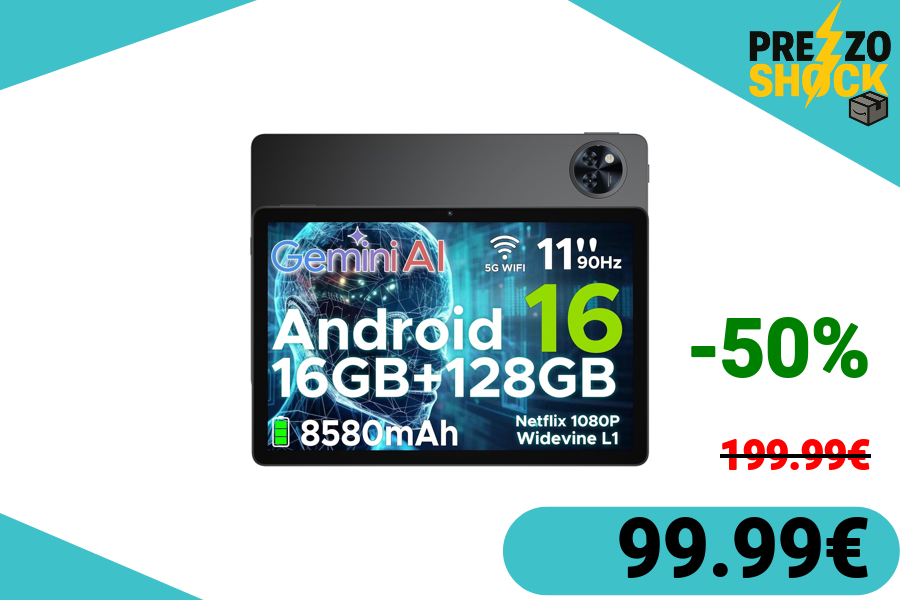 PREZZO
SHOCK
Gemini AI
5G WIFI
11''
90Hz
Android 16
16GB+128GB
8580mAh
Netflix 1080P
Widevine L1
-50%
199.99€
99.99€